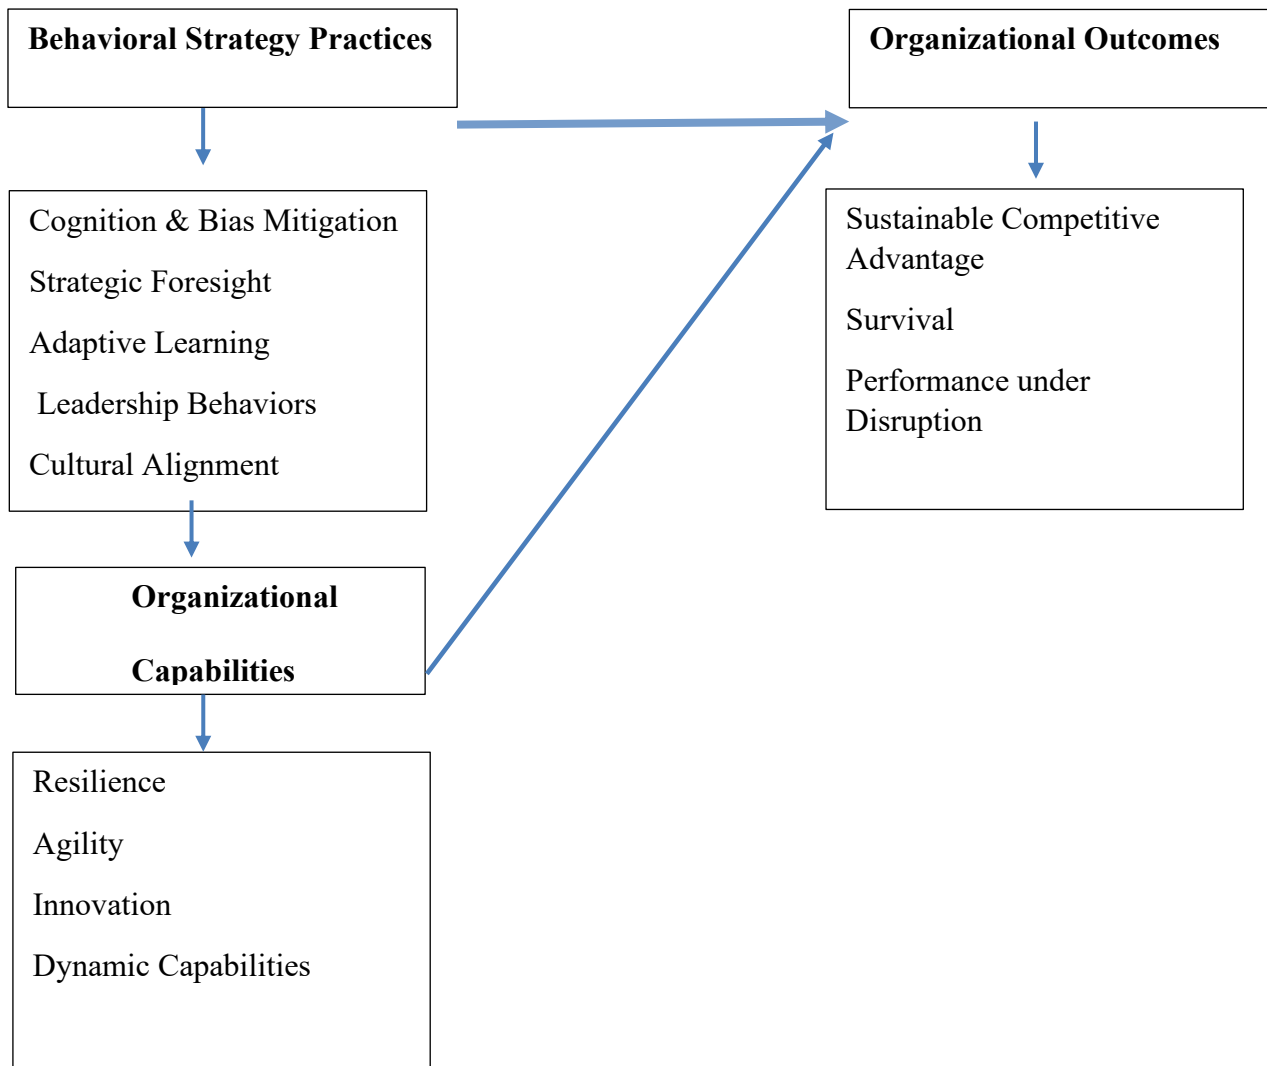 Behavioral Strategy Practices
Organizational Outcomes
Cognition & Bias Mitigation
Strategic Foresight
Adaptive Learning
Leadership Behaviors
Cultural Alignment
Sustainable Competitive
Advantage
Survival
Performance under
Disruption
Organizational
Capabilities
Resilience
Agility
Innovation
Dynamic Capabilities